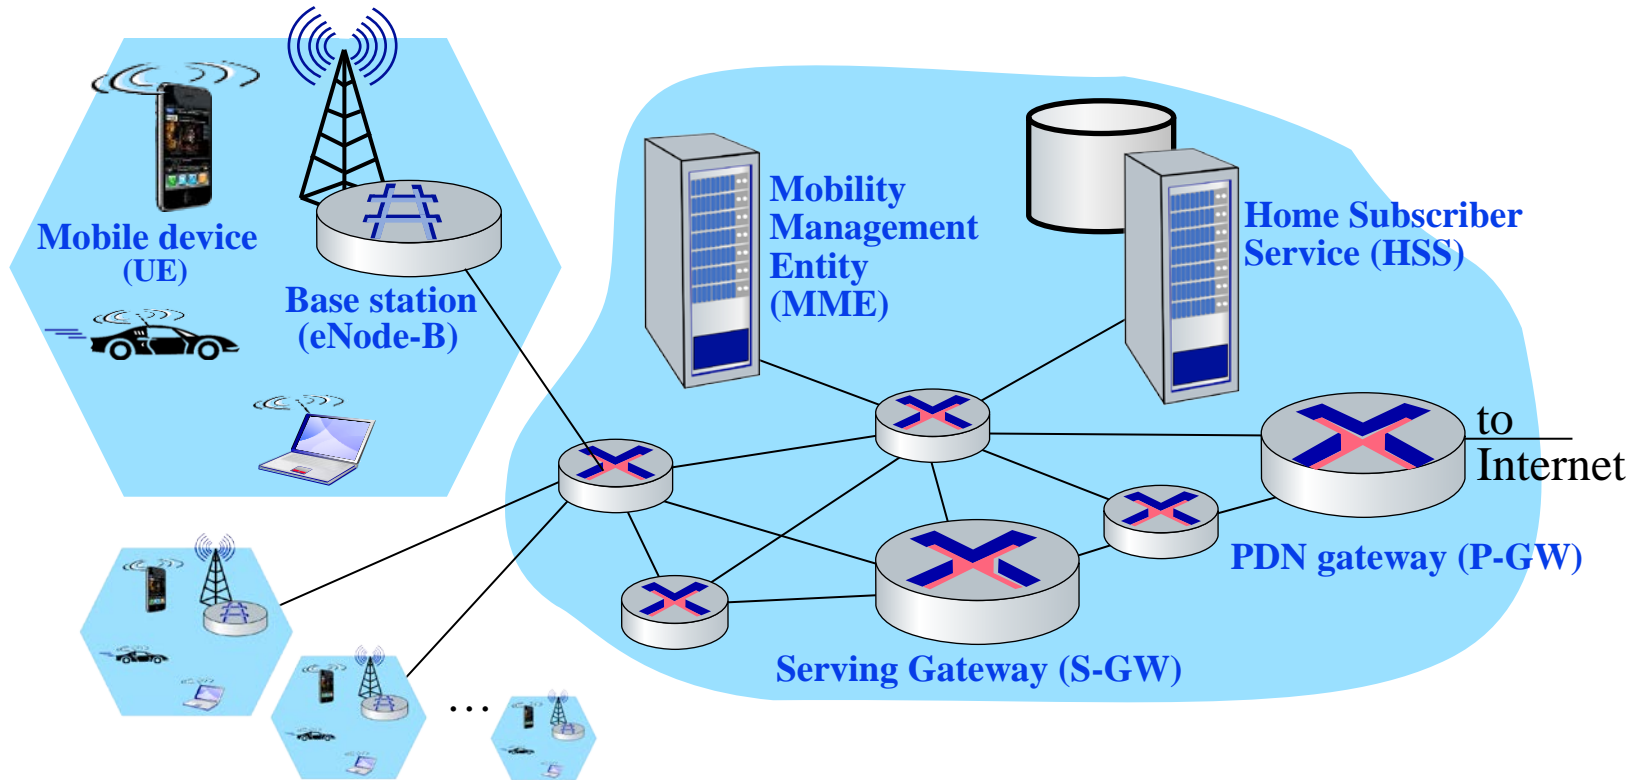 Mobile device
(UE)
Base station
(eNode-B)
Mobility
Management
Entity
(MME)
Home Subscriber
Service (HSS)
to
Internet
PDN gateway (P-GW)
Serving Gateway (S-GW)
...